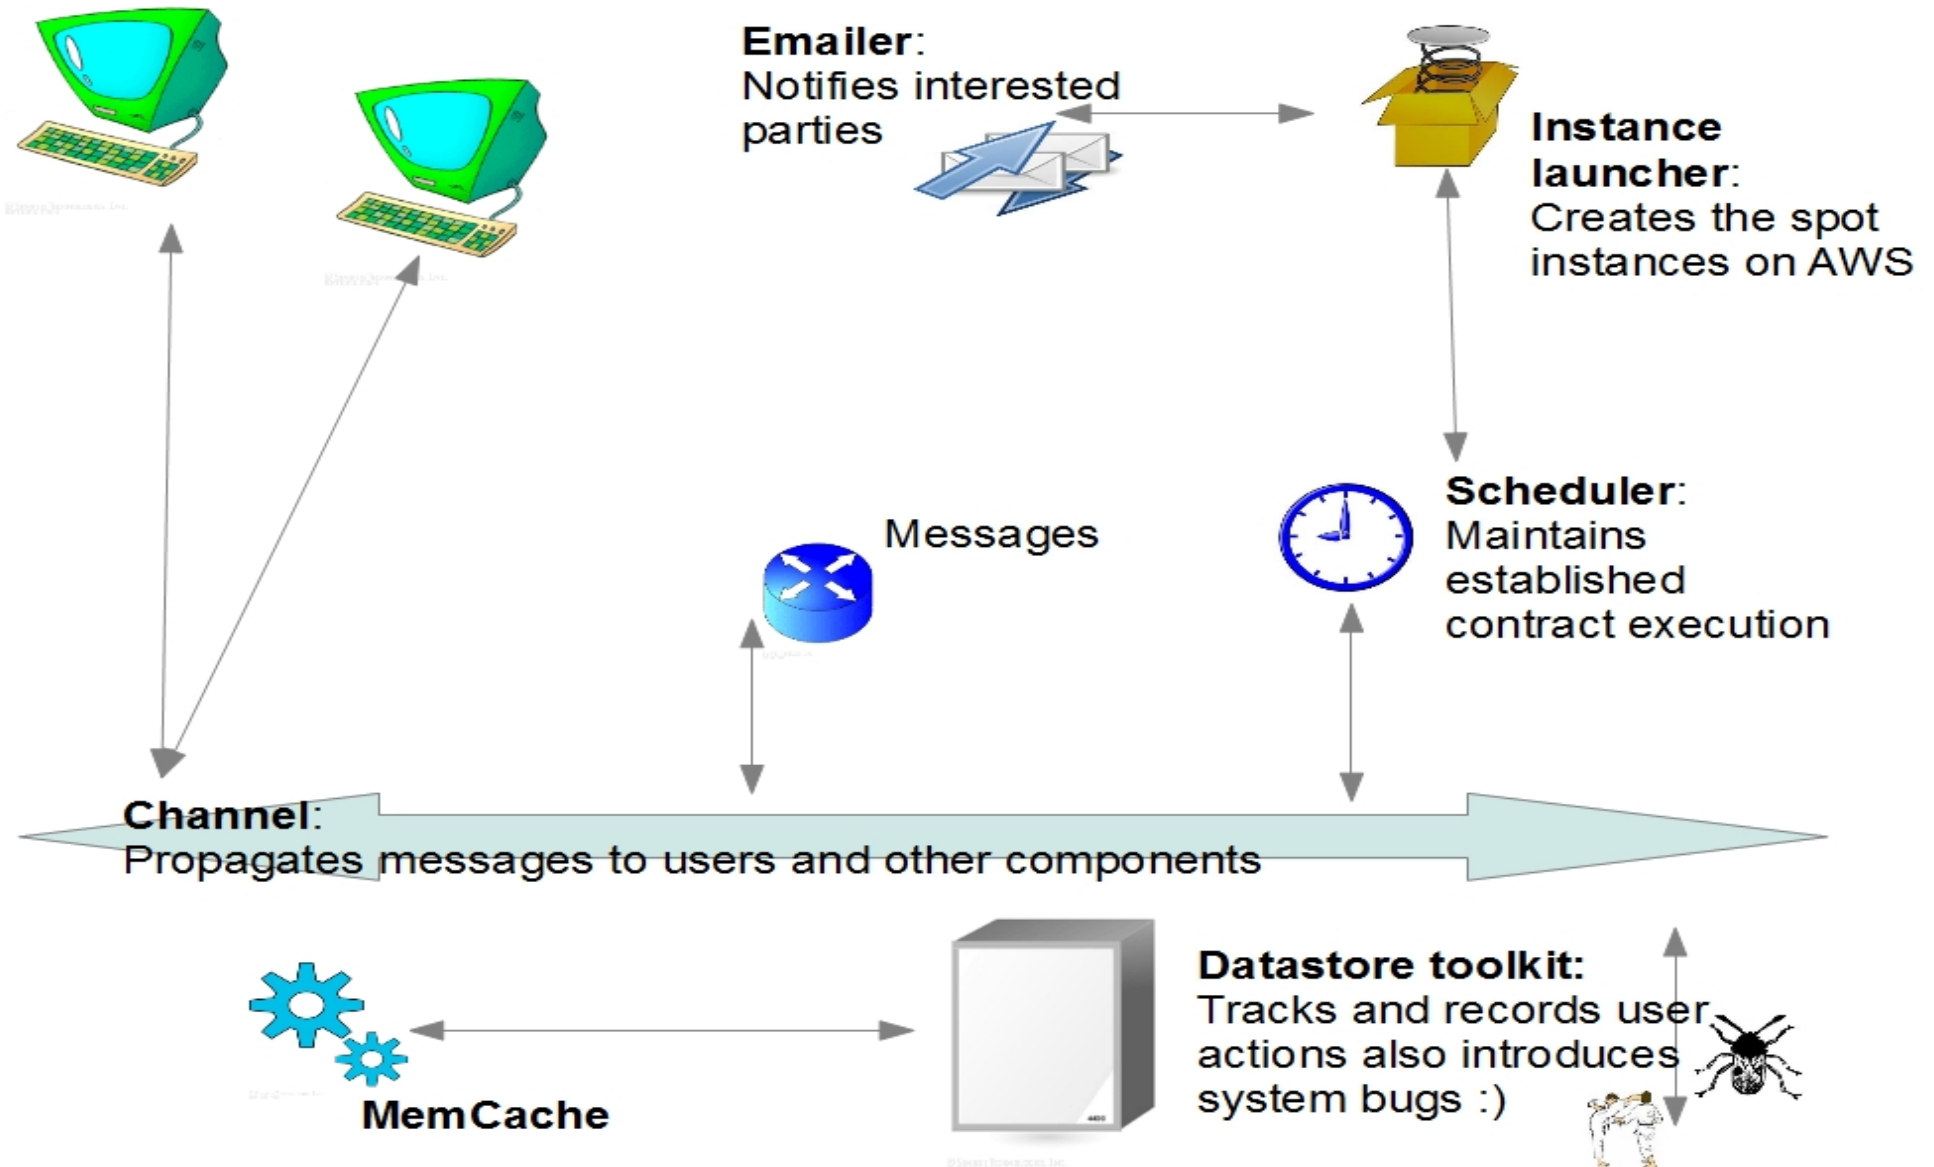 Emailer:
Notifies interested
parties
Instance
launcher:
Creates the spot
instances on AWS
Messages
Scheduler:
Maintains
established
contract execution
Channel:
Propagates messages to users and other components
MemCache
Datastore toolkit:
Tracks and records user
actions also introduces
system bugs :)